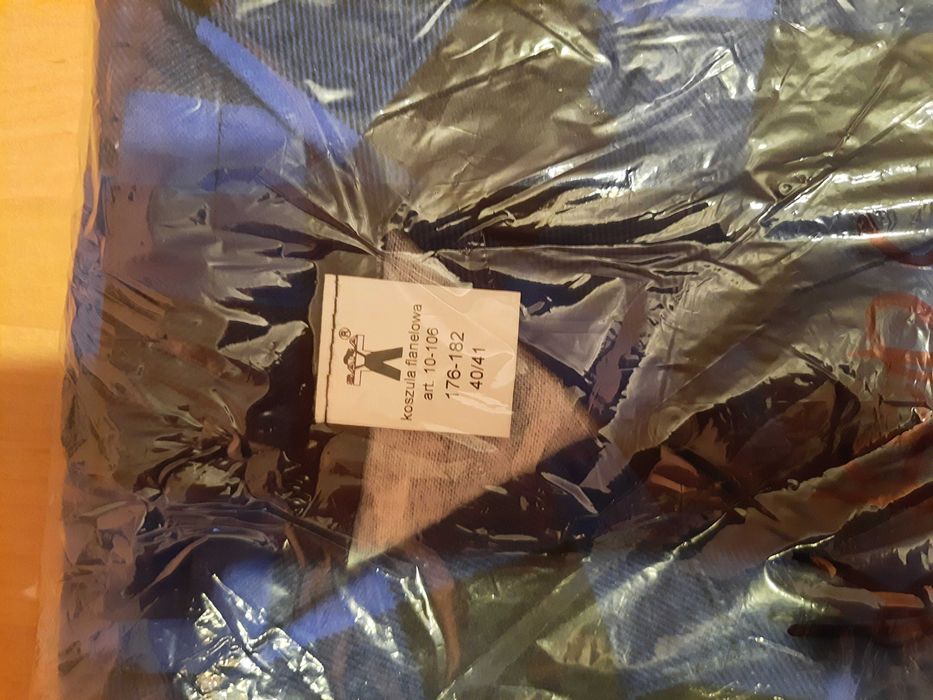 ®
koszula flanelowa
art. 10-106
176-182
40/41